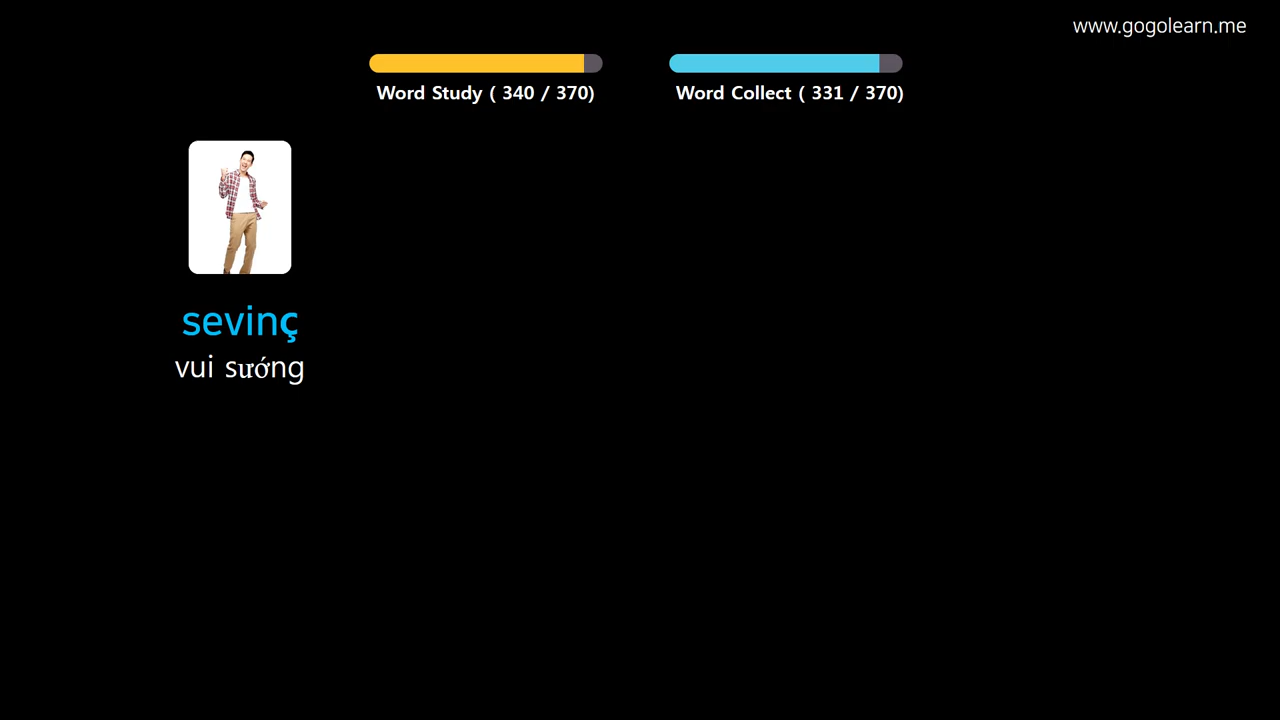 www.gogolearn.me
Word Study ( 340 / 370)
Word Collect ( 331 / 370)
sevinç
vui sướng